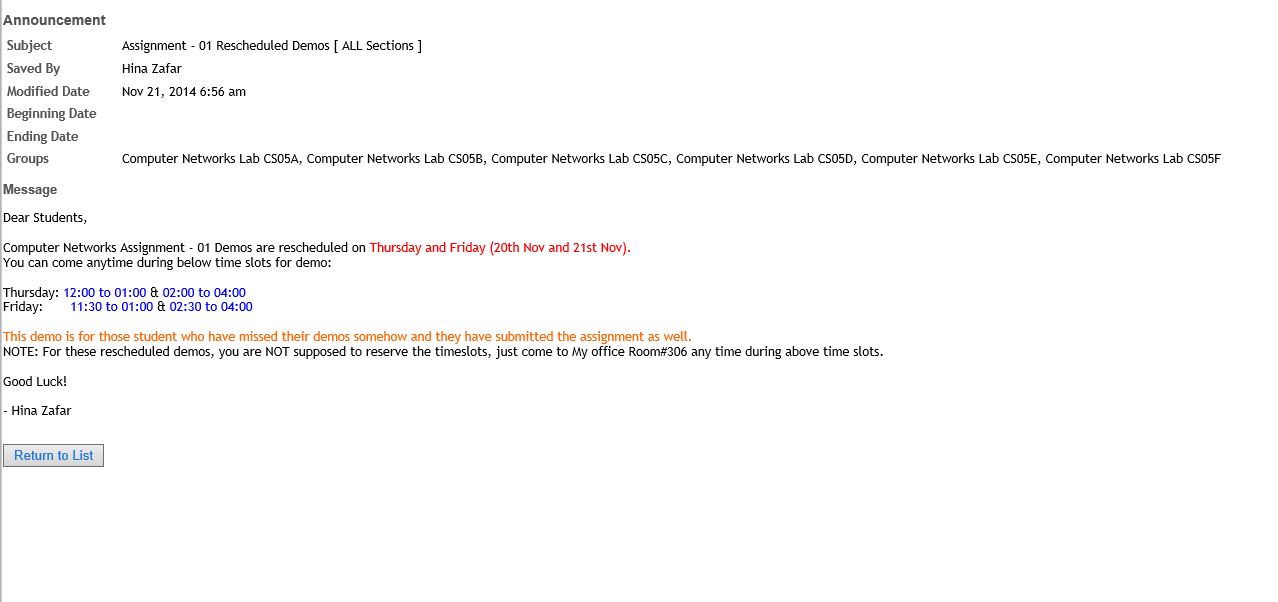 Announcement
Subject Assignment - 01 Rescheduled Demos [ ALL Sections ]
Saved By Hina Zafar
Modified Date Nov 21, 2014 6:56 am
Beginning Date
Ending Date
Groups Computer Networks Lab CS05A, Computer Networks Lab CS05B, Computer Networks Lab CS05C, Computer Networks Lab CS05D, Computer Networks Lab CS05E, Computer Networks Lab CS05F
Message
Dear Students,
Computer Networks Assignment - 01 Demos are rescheduled on Thursday and Friday (20th Nov and 21st Nov).
You can come anytime during below time slots for demo:
Thursday: 12:00 to 01:00 & 02:00 to 04:00
Friday: 11:30 to 01:00 & 02:30 to 04:00
This demo is for those student who have missed their demos somehow and they have submitted the assignment as well.
NOTE: For these rescheduled demos, you are NOT supposed to reserve the timeslots, just come to My office Room#306 any time during above time slots.
Good Luck!
- Hina Zafar
Return to List